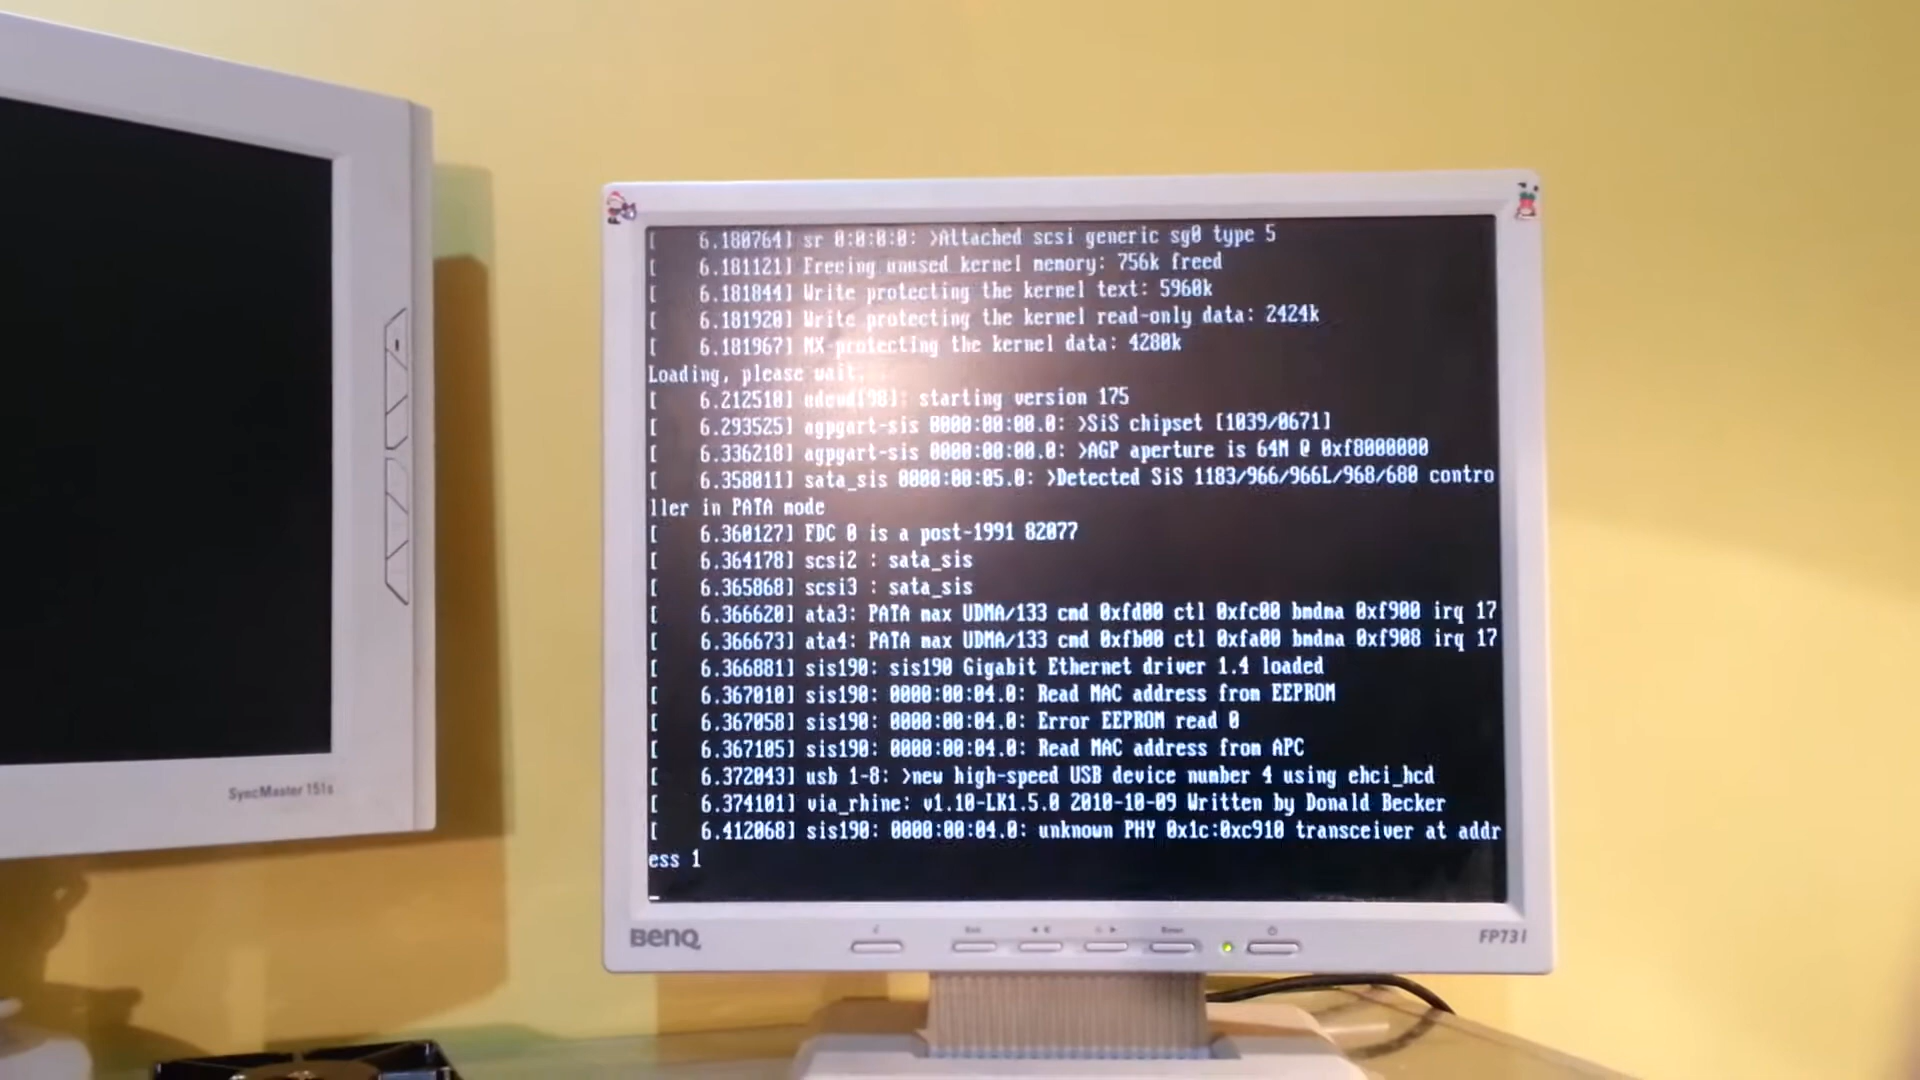 [    6.180764] sr 0:0:0:0: >Attached scsi generic sg0 type 5
[    6.181121] Freeing unused kernel memory: 756k freed
[    6.181844] Write protecting the kernel text: 5960k
[    6.181920] Write protecting the kernel read-only data: 2424k
[    6.181967] NX-protecting the kernel data: 4280k
Loading, please wait.
[    6.212510] udevd[98]: starting version 175
[    6.293525] agpgart-sis 0000:00:00.0: >SiS chipset [1039/0671]
[    6.336218] agpgart-sis 0000:00:00.0: >AGP aperture is 64M @ 0xf8000000
[    6.358011] sata_sis 0000:00:05.0: >Detected SiS 1183/966/966L/968/680 contro
ller in PATA mode
[    6.360127] FDC 0 is a post-1991 82077
[    6.364178] scsi2 : sata_sis
[    6.365868] scsi3 : sata_sis
[    6.366620] ata3: PATA max UDMA/133 cmd 0xfd00 ctl 0xfc00 bmdma 0xf900 irq 17
[    6.366673] ata4: PATA max UDMA/133 cmd 0xfb00 ctl 0xfa00 bmdma 0xf908 irq 17
[    6.366881] sis190: sis190 Gigabit Ethernet driver 1.4 loaded
[    6.367010] sis190: 0000:00:04.0: Read MAC address from EEPROM
[    6.367058] sis190: 0000:00:04.0: Error EEPROM read 0
[    6.367105] sis190: 0000:00:04.0: Read MAC address from APC
[    6.372043] usb 1-8: >new high-speed USB device number 4 using ehci_hcd
[    6.374101] via_rhine: v1.10-LK1.5.0 2010-10-09 Written by Donald Becker
[    6.412068] sis190: 0000:00:04.0: unknown PHY 0x1c:0xc910 transceiver at addr
ess 1
SyncMaster 151s
BenQ
Enter
FP731